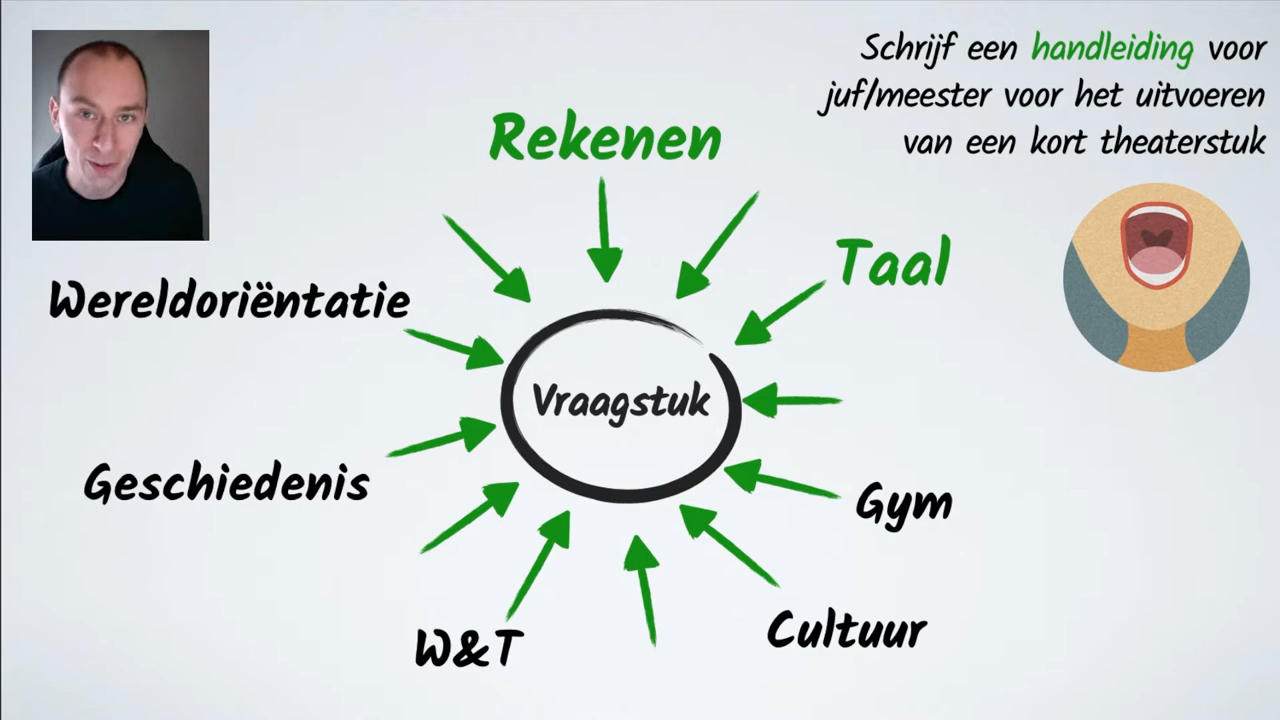 Schrijf een handleiding voor
juf/meester voor het uitvoeren
van een kort theaterstuk
Rekenen
Taal
Wereldoriëntatie
Vraagstuk
Geschiedenis
Gym
Cultuur
W&T